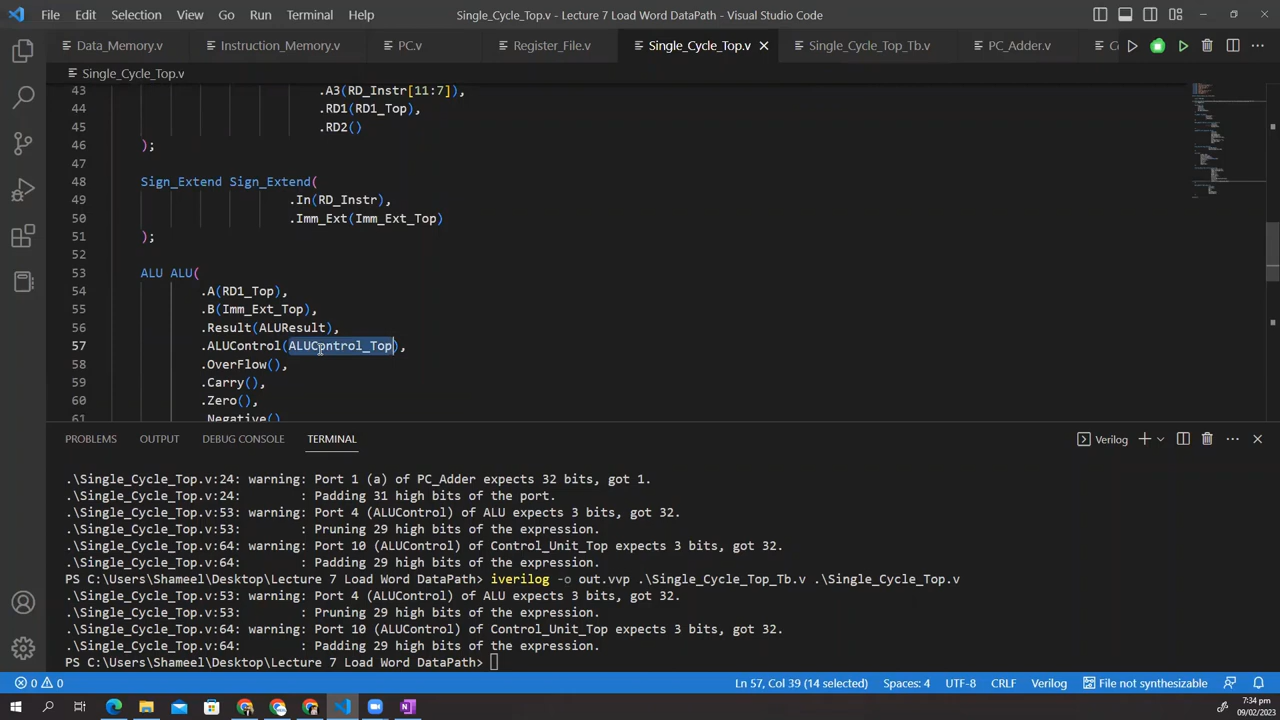 File Edit Selection View Go Run Terminal Help
Single_Cycle_Top.v - Lecture 7 Load Word DataPath - Visual Studio Code
Data_Memory.v Instruction_Memory.v PC.v Register_File.v Single_Cycle_Top.v Single_Cycle_Top_Tb.v PC_Adder.v
Single_Cycle_Top.v
43 .A3(RD_Instr[11:7]),
44 .RD1(RD1_Top),
45 .RD2()
46 );
47
48 Sign_Extend Sign_Extend(
49 .In(RD_Instr),
50 .Imm_Ext(Imm_Ext_Top)
51 );
52
53 ALU ALU(
54 .A(RD1_Top),
55 .B(Imm_Ext_Top),
56 .Result(ALUResult),
57 .ALUControl(ALUControl_Top),
58 .OverFlow(),
59 .Carry(),
60 .Zero(),
61 .Negative()
PROBLEMS OUTPUT DEBUG CONSOLE TERMINAL
Verilog
.\Single_Cycle_Top.v:24: warning: Port 1 (a) of PC_Adder expects 32 bits, got 1.
.\Single_Cycle_Top.v:24:        : Padding 31 high bits of the port.
.\Single_Cycle_Top.v:53: warning: Port 4 (ALUControl) of ALU expects 3 bits, got 32.
.\Single_Cycle_Top.v:53:        : Pruning 29 high bits of the expression.
.\Single_Cycle_Top.v:64: warning: Port 10 (ALUControl) of Control_Unit_Top expects 3 bits, got 32.
.\Single_Cycle_Top.v:64:        : Padding 29 high bits of the expression.
PS C:\Users\Shameel\Desktop\Lecture 7 Load Word DataPath> iverilog -o out.vvp .\Single_Cycle_Top_Tb.v .\Single_Cycle_Top.v
.\Single_Cycle_Top.v:53: warning: Port 4 (ALUControl) of ALU expects 3 bits, got 32.
.\Single_Cycle_Top.v:53:        : Pruning 29 high bits of the expression.
.\Single_Cycle_Top.v:64: warning: Port 10 (ALUControl) of Control_Unit_Top expects 3 bits, got 32.
.\Single_Cycle_Top.v:64:        : Padding 29 high bits of the expression.
PS C:\Users\Shameel\Desktop\Lecture 7 Load Word DataPath>
0 0 Ln 57, Col 39 (14 selected) Spaces: 4 UTF-8 CRLF Verilog File not synthesizable
7:34 pm
09/02/2023